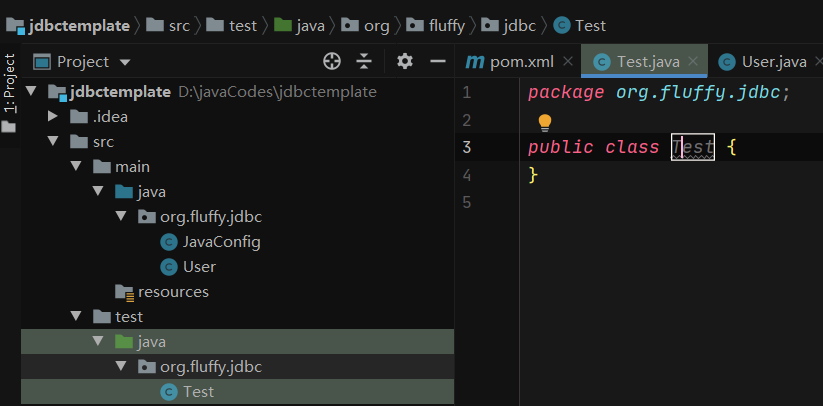 jdbctemplate src test java org fluffy jdbc Test
1: Project
Project
pom.xml Test.java User.java
jdbctemplate D:\javaCodes\jdbctemplate
.idea
src
main
java
org.fluffy.jdbc
JavaConfig
User
resources
test
java
org.fluffy.jdbc
Test
1 package org.fluffy.jdbc;
2
3 public class Test {
4 }
5